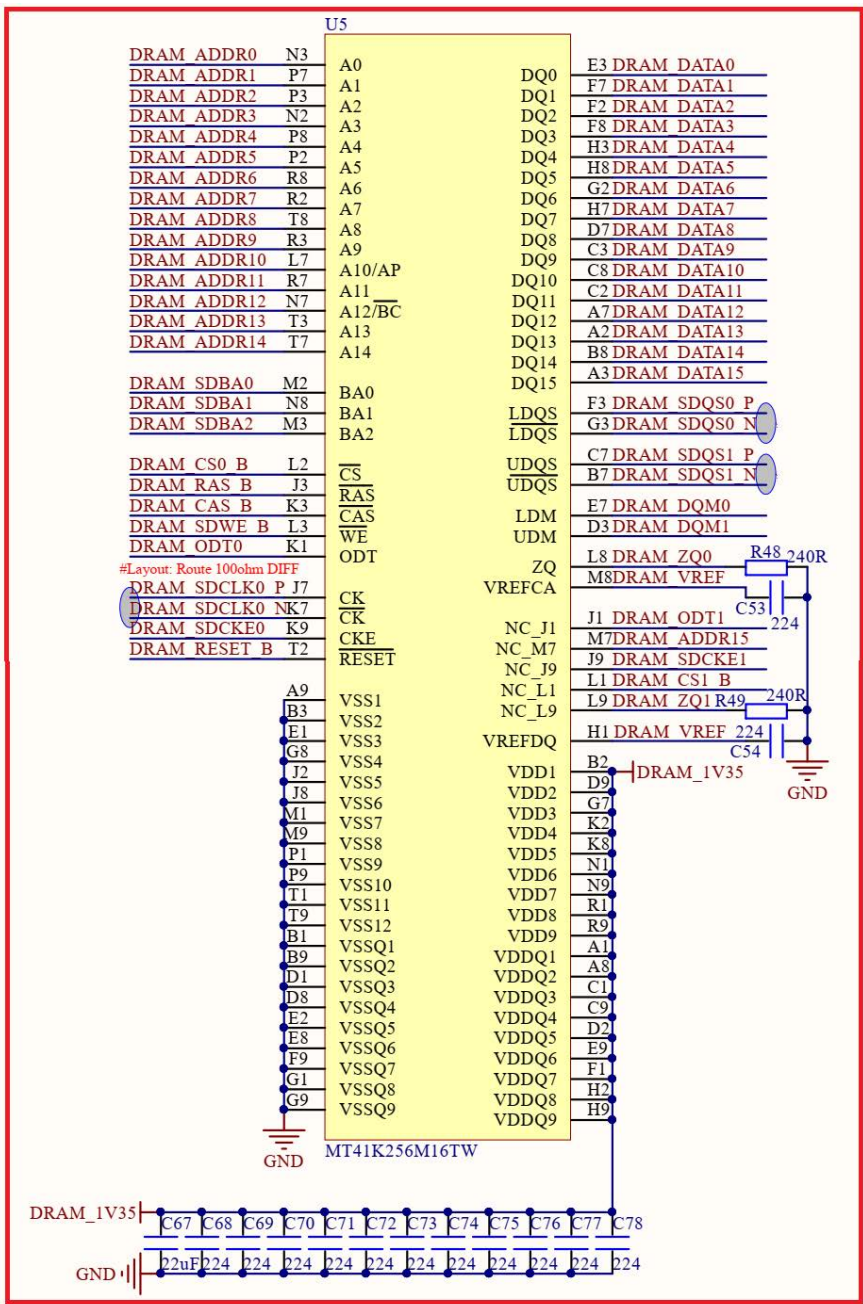 U5
DRAM_ADDR0 N3 A0
DRAM_ADDR1 P7 A1
DRAM_ADDR2 P3 A2
DRAM_ADDR3 N2 A3
DRAM_ADDR4 P8 A4
DRAM_ADDR5 P2 A5
DRAM_ADDR6 R8 A6
DRAM_ADDR7 R2 A7
DRAM_ADDR8 T8 A8
DRAM_ADDR9 R3 A9
DRAM_ADDR10 L7 A10/AP
DRAM_ADDR11 R7 A11
DRAM_ADDR12 N7 A12/BC
DRAM_ADDR13 T3 A13
DRAM_ADDR14 T7 A14
DRAM_SDBA0 M2 BA0
DRAM_SDBA1 N8 BA1
DRAM_SDBA2 M3 BA2
DRAM_CS0_B L2 CS
DRAM_RAS_B J3 RAS
DRAM_CAS_B K3 CAS
DRAM_SDWE_B L3 WE
DRAM_ODT0 K1 ODT
#Layout: Route 100ohm DIFF
DRAM_SDCLK0_P J7 CK
DRAM_SDCLK0_N K7 CK
DRAM_SDCKE0 K9 CKE
DRAM_RESET_B T2 RESET
A9 VSS1
B3 VSS2
E1 VSS3
G8 VSS4
J2 VSS5
J8 VSS6
M1 VSS7
M9 VSS8
P1 VSS9
P9 VSS10
T1 VSS11
T9 VSS12
B1 VSSQ1
B9 VSSQ2
D1 VSSQ3
D8 VSSQ4
E2 VSSQ5
E8 VSSQ6
F9 VSSQ7
G1 VSSQ8
G9 VSSQ9
GND
DQ0 E3 DRAM_DATA0
DQ1 F7 DRAM_DATA1
DQ2 F2 DRAM_DATA2
DQ3 F8 DRAM_DATA3
DQ4 H3 DRAM_DATA4
DQ5 H8 DRAM_DATA5
DQ6 G2 DRAM_DATA6
DQ7 H7 DRAM_DATA7
DQ8 D7 DRAM_DATA8
DQ9 C3 DRAM_DATA9
DQ10 C8 DRAM_DATA10
DQ11 C2 DRAM_DATA11
DQ12 A7 DRAM_DATA12
DQ13 A2 DRAM_DATA13
DQ14 B8 DRAM_DATA14
DQ15 A3 DRAM_DATA15
LDQS F3 DRAM_SDQS0_P
LDQS G3 DRAM_SDQS0_N
UDQS C7 DRAM_SDQS1_P
UDQS B7 DRAM_SDQS1_N
LDM E7 DRAM_DQM0
UDM D3 DRAM_DQM1
ZQ L8 DRAM_ZQ0 R48 240R
VREFCA M8 DRAM_VREF
C53 224
NC_J1 J1 DRAM_ODT1
NC_M7 M7 DRAM_ADDR15
NC_J9 J9 DRAM_SDCKE1
NC_L1 L1 DRAM_CS1_B
NC_L9 L9 DRAM_ZQ1 R49 240R
VREFDQ H1 DRAM_VREF 224
C54
GND
VDD1 B2 DRAM_1V35
VDD2 D9
VDD3 G7
VDD4 K2
VDD5 K8
VDD6 N1
VDD7 N9
VDD8 R1
VDD9 R9
VDDQ1 A1
VDDQ2 A8
VDDQ3 C1
VDDQ4 C9
VDDQ5 D2
VDDQ6 E9
VDDQ7 F1
VDDQ8 H2
VDDQ9 H9
MT41K256M16TW
DRAM_1V35
C67 C68 C69 C70 C71 C72 C73 C74 C75 C76 C77 C78
GND 22uF 224 224 224 224 224 224 224 224 224 224 224